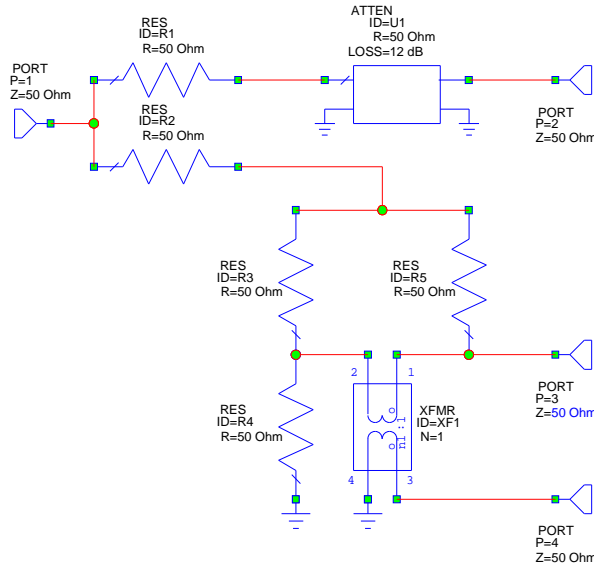 ATTEN
ID=U1
R=50 Ohm
LOSS=12 dB
RES
ID=R1
R=50 Ohm
PORT
P=1
Z=50 Ohm
RES
ID=R2
R=50 Ohm
PORT
P=2
Z=50 Ohm
RES
ID=R3
R=50 Ohm
RES
ID=R5
R=50 Ohm
2
1
PORT
P=3
Z=50 Ohm
RES
ID=R4
R=50 Ohm
o
o
n1 :1
XFMR
ID=XF1
N=1
4
3
PORT
P=4
Z=50 Ohm